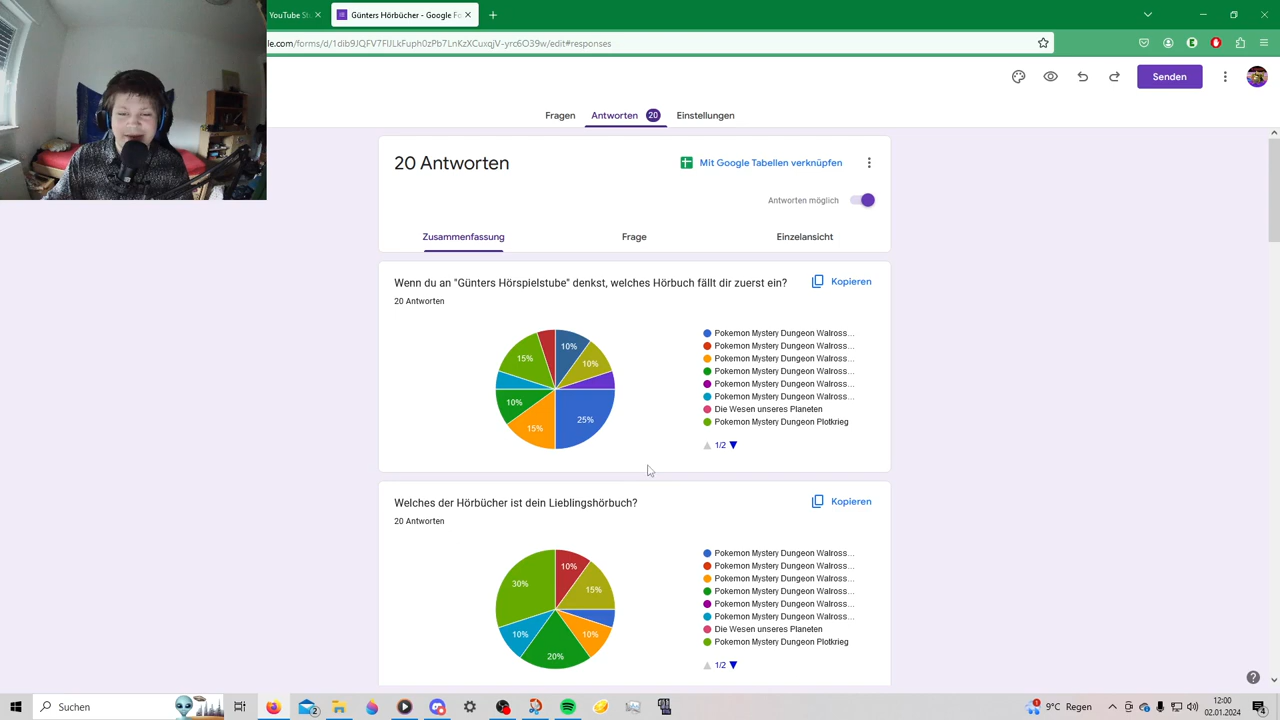 YouTube St
Günters Hörbücher - Google Fo
le.com/forms/d/1dib9JQFV7FlJLkFuph0zPb7LnKzXCuxqjV-yrc6O39w/edit#responses
Senden
Fragen
Antworten 20
Einstellungen
20 Antworten
Mit Google Tabellen verknüpfen
Antworten möglich
Zusammenfassung
Frage
Einzelansicht
Wenn du an "Günters Hörspielstube" denkst, welches Hörbuch fällt dir zuerst ein?
Kopieren
20 Antworten
10%
10%
15%
10%
15%
25%
Pokemon Mystery Dungeon Walross...
Pokemon Mystery Dungeon Walross...
Pokemon Mystery Dungeon Walross...
Pokemon Mystery Dungeon Walross...
Pokemon Mystery Dungeon Walross...
Pokemon Mystery Dungeon Walross...
Die Wesen unseres Planeten
Pokemon Mystery Dungeon Plotkrieg
1/2
Welches der Hörbücher ist dein Lieblingshörbuch?
Kopieren
20 Antworten
10%
15%
30%
10%
10%
20%
Pokemon Mystery Dungeon Walross...
Pokemon Mystery Dungeon Walross...
Pokemon Mystery Dungeon Walross...
Pokemon Mystery Dungeon Walross...
Pokemon Mystery Dungeon Walross...
Pokemon Mystery Dungeon Walross...
Die Wesen unseres Planeten
Pokemon Mystery Dungeon Plotkrieg
1/2
Suchen
2
9°C Regen
12:00
02.01.2024
4